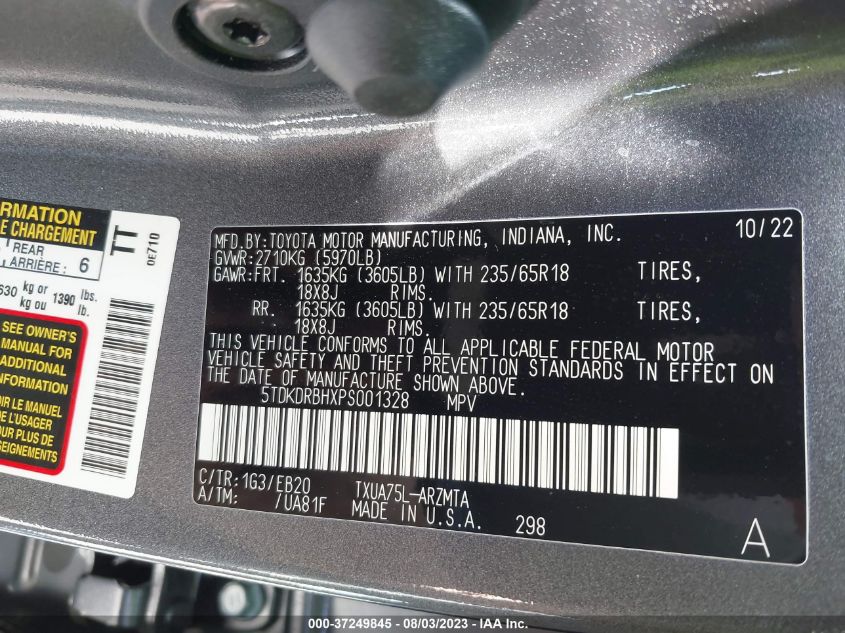 RMATION
E CHARGEMENT
REAR
ARRIÈRE: 6
630 kg or 1390 lbs.
kg ou lb.
SEE OWNER'S
MANUAL FOR
ADDITIONAL
INFORMATION
OIR LE MANUEL
DE L'USAGER
OUR PLUS DE
SEIGNEMENTS
TT
0E710
MFD.BY:TOYOTA MOTOR MANUFACTURING, INDIANA, INC. 10/22
GVWR:2710KG (5970LB)
GAWR:FRT. 1635KG (3605LB) WITH 235/65R18 TIRES,
18X8J RIMS.
RR. 1635KG (3605LB) WITH 235/65R18 TIRES,
18X8J RIMS.
THIS VEHICLE CONFORMS TO ALL APPLICABLE FEDERAL MOTOR
VEHICLE SAFETY AND THEFT PREVENTION STANDARDS IN EFFECT ON
THE DATE OF MANUFACTURE SHOWN ABOVE.
5TDKDRBHXPS001328 MPV
C/TR:1G3/EB20 TXUA75L-ARZMTA
A/TM: /UA81F MADE IN U.S.A. 298
A
000-37249845 - 08/03/2023 - IAA Inc.